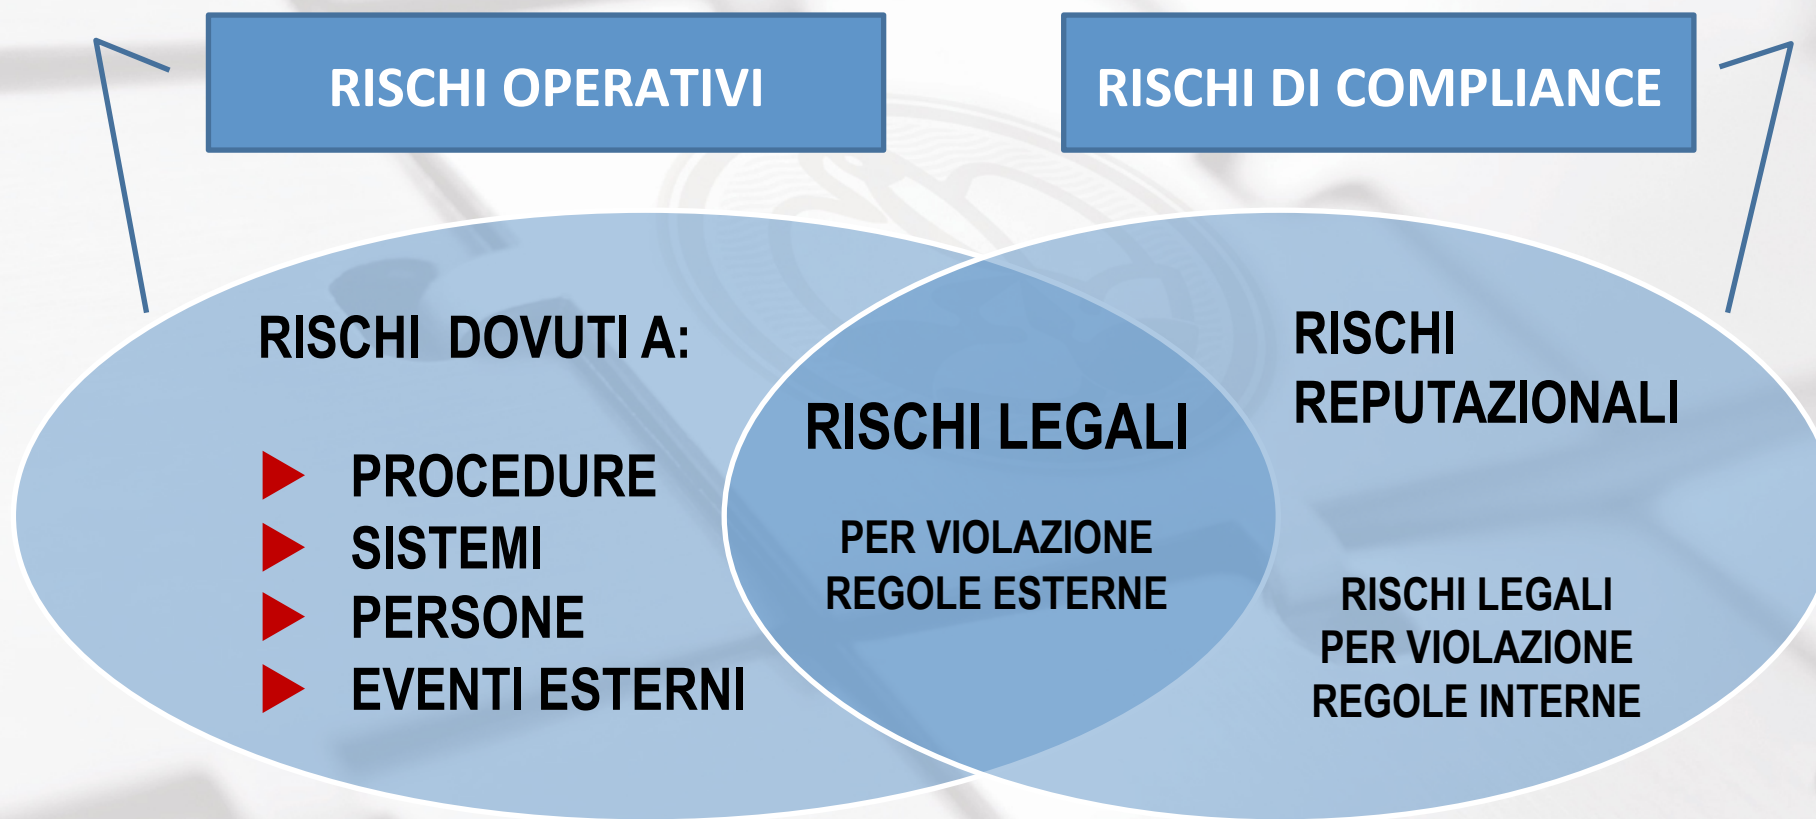 RISCHI OPERATIVI
RISCHI DI COMPLIANCE
RISCHI DOVUTI A:
PROCEDURE
SISTEMI
PERSONE
EVENTI ESTERNI
RISCHI LEGALI
PER VIOLAZIONE
REGOLE ESTERNE
RISCHI
REPUTAZIONALI
RISCHI LEGALI
PER VIOLAZIONE
REGOLE INTERNE